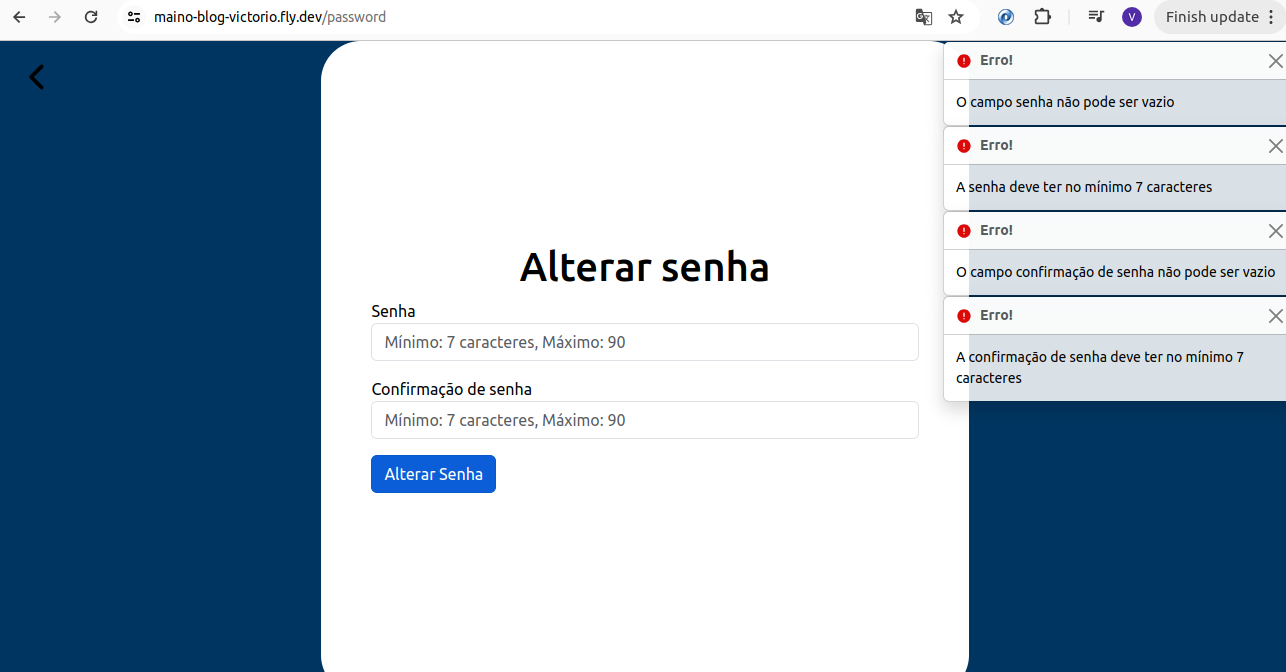 maino-blog-victorio.fly.dev/password
V
Finish update
Alterar senha
Senha
Mínimo: 7 caracteres, Máximo: 90
Confirmação de senha
Mínimo: 7 caracteres, Máximo: 90
Alterar Senha
Erro!
O campo senha não pode ser vazio
Erro!
A senha deve ter no mínimo 7 caracteres
Erro!
O campo confirmação de senha não pode ser vazio
Erro!
A confirmação de senha deve ter no mínimo 7
caracteres